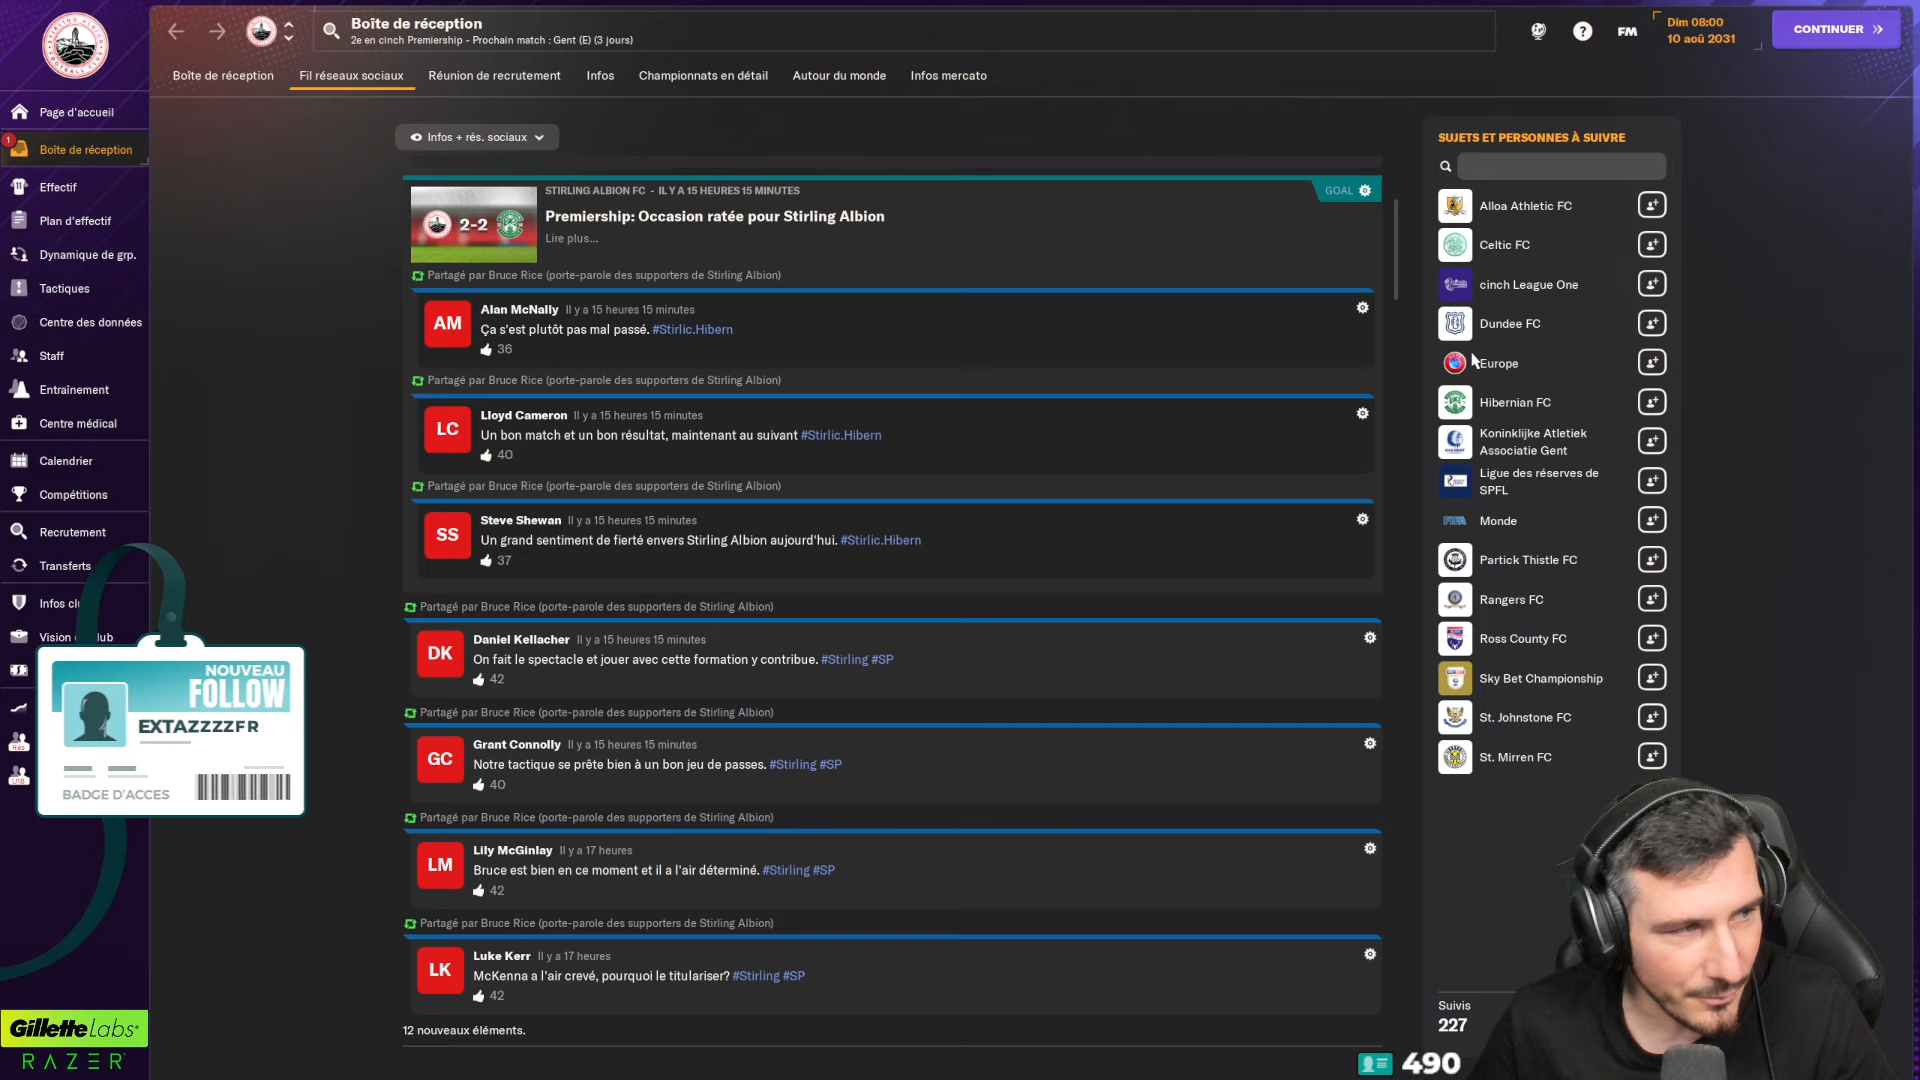 Boîte de réception
2e en cinch Premiership - Prochain match : Gent (E) (3 jours)
FM
Dim 08:00
10 aoû 2031
CONTINUER
Boîte de réception
Fil réseaux sociaux
Réunion de recrutement
Infos
Championnats en détail
Autour du monde
Infos mercato
Page d'accueil
1
Boîte de réception
Effectif
Plan d'effectif
Dynamique de grp.
Tactiques
Centre des données
Staff
Entraînement
Centre médical
Calendrier
Compétitions
Recrutement
Transferts
Infos clu
Vision
lub
Rés
U18
NOUVEAU
FOLLOW
EXTAZZZZFR
BADGE D'ACCES
GilletteLabs
RAZER
Infos + rés. sociaux
STIRLING ALBION FC - IL Y A 15 HEURES 15 MINUTES
GOAL
2-2
Premiership: Occasion ratée pour Stirling Albion
Lire plus...
Partagé par Bruce Rice (porte-parole des supporters de Stirling Albion)
AM
Alan McNally Il y a 15 heures 15 minutes
Ça s'est plutôt pas mal passé. #Stirlic.Hibern
36
Partagé par Bruce Rice (porte-parole des supporters de Stirling Albion)
LC
Lloyd Cameron Il y a 15 heures 15 minutes
Un bon match et un bon résultat, maintenant au suivant #Stirlic.Hibern
40
Partagé par Bruce Rice (porte-parole des supporters de Stirling Albion)
SS
Steve Shewan Il y a 15 heures 15 minutes
Un grand sentiment de fierté envers Stirling Albion aujourd'hui. #Stirlic.Hibern
37
Partagé par Bruce Rice (porte-parole des supporters de Stirling Albion)
DK
Daniel Kellacher Il y a 15 heures 15 minutes
On fait le spectacle et jouer avec cette formation y contribue. #Stirling #SP
42
Partagé par Bruce Rice (porte-parole des supporters de Stirling Albion)
GC
Grant Connolly Il y a 15 heures 15 minutes
Notre tactique se prête bien à un bon jeu de passes. #Stirling #SP
40
Partagé par Bruce Rice (porte-parole des supporters de Stirling Albion)
LM
Lily McGinlay Il y a 17 heures
Bruce est bien en ce moment et il a l'air déterminé. #Stirling #SP
42
Partagé par Bruce Rice (porte-parole des supporters de Stirling Albion)
LK
Luke Kerr Il y a 17 heures
McKenna a l'air crevé, pourquoi le titulariser? #Stirling #SP
42
12 nouveaux éléments.
SUJETS ET PERSONNES À SUIVRE
Alloa Athletic FC
Celtic FC
cinch League One
Dundee FC
Europe
Hibernian FC
Koninklijke Atletiek
Associatie Gent
Ligue des réserves de
SPFL
FIFA
Monde
Partick Thistle FC
Rangers FC
Ross County FC
Sky Bet Championship
St. Johnstone FC
St. Mirren FC
Suivis
227
490